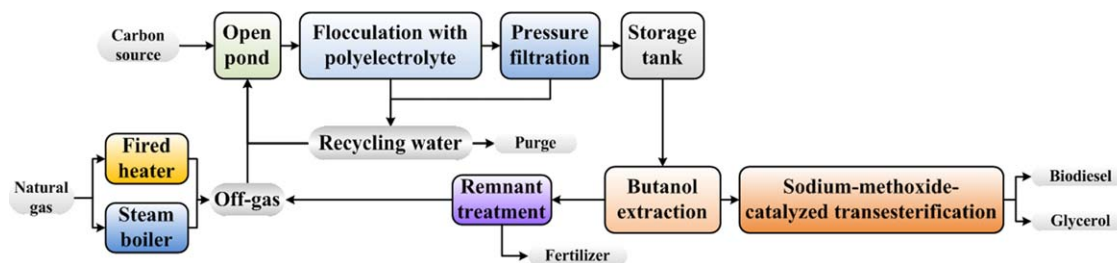 Carbon
source
Open
pond
Flocculation with
polyelectrolyte
Pressure
filtration
Storage
tank
Recycling water
Purge
Natural
gas
Fired
heater
Steam
boiler
Off-gas
Remnant
treatment
Fertilizer
Butanol
extraction
Sodium-methoxide-
catalyzed transesterification
Biodiesel
Glycerol